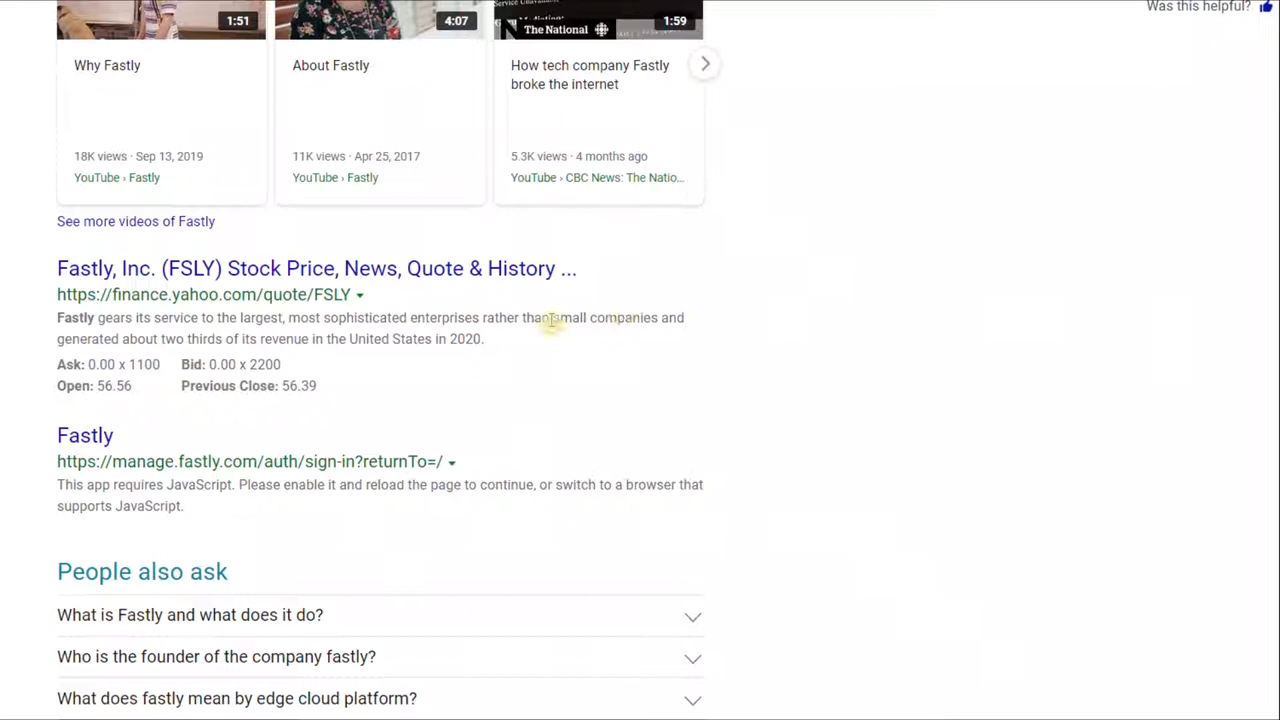 Was this helpful?
1:51
4:07
1:59
The National
Why Fastly
About Fastly
How tech company Fastly
broke the internet
18K views · Sep 13, 2019
11K views · Apr 25, 2017
5.3K views · 4 months ago
YouTube › Fastly
YouTube › Fastly
YouTube › CBC News: The Natio...
See more videos of Fastly
Fastly, Inc. (FSLY) Stock Price, News, Quote & History ...
https://finance.yahoo.com/quote/FSLY
Fastly gears its service to the largest, most sophisticated enterprises rather than small companies and
generated about two thirds of its revenue in the United States in 2020.
Ask: 0.00 x 1100 Bid: 0.00 x 2200
Open: 56.56 Previous Close: 56.39
Fastly
https://manage.fastly.com/auth/sign-in?returnTo=/
This app requires JavaScript. Please enable it and reload the page to continue, or switch to a browser that
supports JavaScript.
People also ask
What is Fastly and what does it do?
Who is the founder of the company fastly?
What does fastly mean by edge cloud platform?